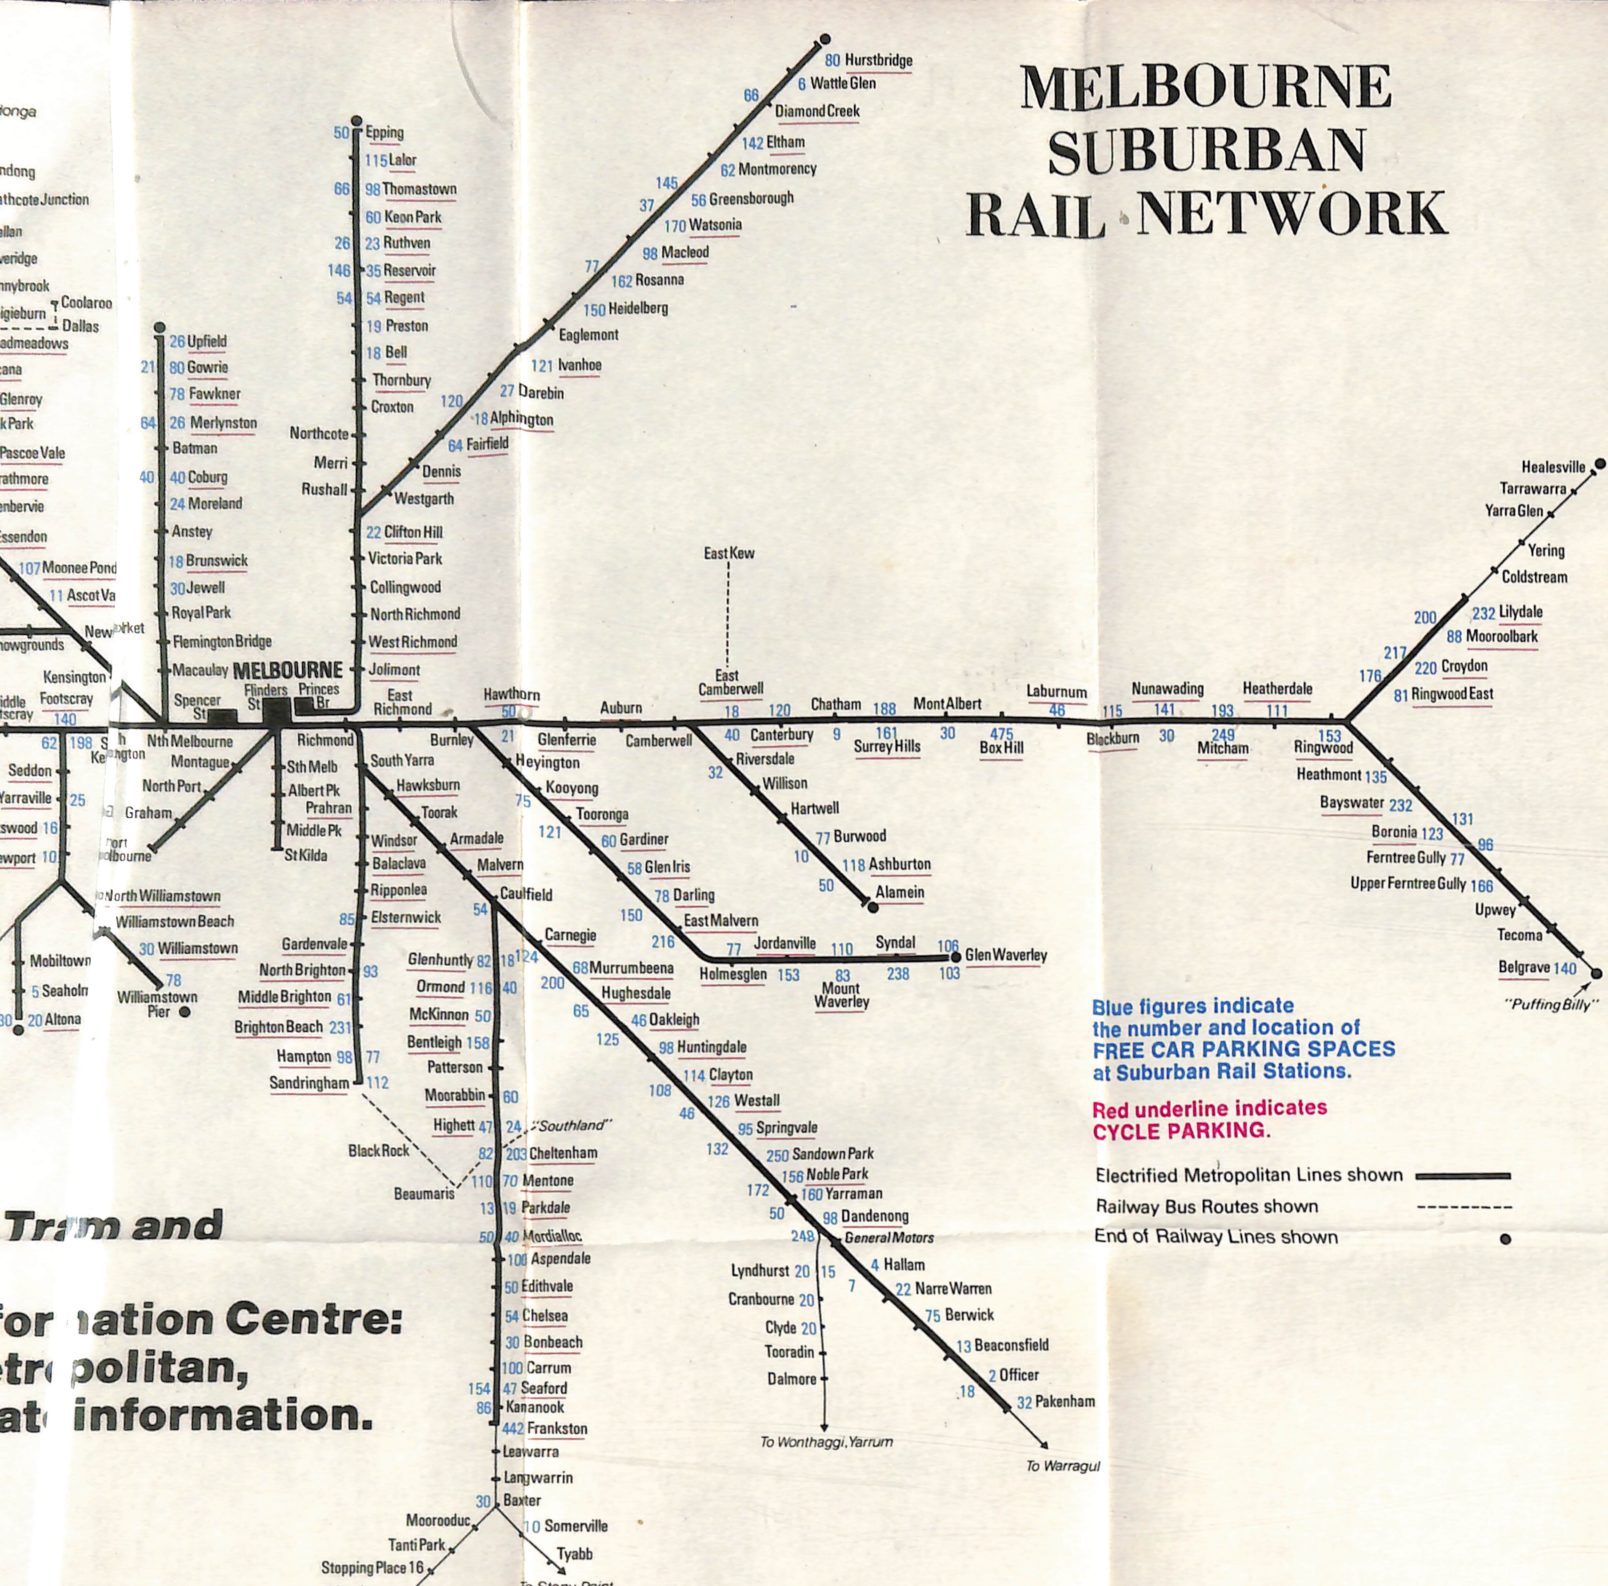 MELBOURNE
SUBURBAN
RAIL NETWORK
Coolaroo
Dallas
Glenroy
Pascoe Vale
107 Moonee Pond
11 Ascot Va
Kensington
Footscray
140
62
198
Seddon
Yarraville
25
16
10
North Williamstown
Williamstown Beach
30 Williamstown
78
Williamstown
Pier
Mobiltown
5 Seaholm
20 Altona
26 Upfield
21 80 Gowrie
78 Fawkner
64 26 Merlynston
Batman
40 40 Coburg
24 Moreland
Anstey
18 Brunswick
30 Jewell
Royal Park
Flemington Bridge
Macaulay
MELBOURNE
Spencer
St
Flinders
St
Princes
Br
Nth Melbourne
Montague
North Port
Graham
Sth Melb
Albert Pk
Middle Pk
St Kilda
50 Epping
115 Lalor
66 98 Thomastown
60 Keon Park
26 23 Ruthven
146 35 Reservoir
54 54 Regent
19 Preston
18 Bell
Thornbury
Croxton
Northcote
Merri
Rushall
22 Clifton Hill
Victoria Park
Collingwood
North Richmond
West Richmond
Jolimont
80 Hurstbridge
6 Wattle Glen
66
Diamond Creek
142 Eltham
62 Montmorency
145
56 Greensborough
37
170 Watsonia
98 Macleod
77
162 Rosanna
150 Heidelberg
Eaglemont
121 Ivanhoe
27 Darebin
120
18 Alphington
64 Fairfield
Dennis
Westgarth
East Kew
East
Camberwell
East
Richmond
Hawthorn
50
Auburn
18
120
Chatham
188
Mont Albert
Laburnum
46
115
Nunawading
141
193
Heatherdale
111
Richmond
Burnley
21
Glenferrie
Camberwell
40
Canterbury
9
161
Surrey Hills
30
475
Box Hill
Blackburn
30
249
Mitcham
153
Ringwood
Healesville
Tarrawarra
Yarra Glen
Yering
Coldstream
200
232 Lilydale
88 Mooroolbark
217
220 Croydon
176
81 Ringwood East
Heathmont 135
Bayswater 232
131
Boronia 123
96
Ferntree Gully 77
Upper Ferntree Gully 166
Upwey
Tecoma
Belgrave 140
"Puffing Billy"
Riversdale
32
Willison
Hartwell
77 Burwood
10
118 Ashburton
50
Alamein
Heyington
Kooyong
75
Tooronga
121
60 Gardiner
58 Glen Iris
78 Darling
150
East Malvern
216
77
Jordanville
110
Syndal
106
Glen Waverley
Holmesglen
153
83
Mount
Waverley
238
103
South Yarra
Hawksburn
Toorak
Armadale
Malvern
Caulfield
54
Carnegie
124
68 Murrumbeena
200
Hughesdale
65
46 Oakleigh
125
98 Huntingdale
114 Clayton
108
126 Westall
46
95 Springvale
132
250 Sandown Park
156 Noble Park
172
160 Yarraman
50
98 Dandenong
248
General Motors
4 Hallam
7
22 Narre Warren
75 Berwick
13 Beaconsfield
2 Officer
18
32 Pakenham
To Warragul
Lyndhurst 20 15
Cranbourne 20
Clyde 20
Tooradin
Dalmore
To Wonthaggi, Yarrum
Prahran
Windsor
Balaclava
Ripponlea
85 Elsternwick
Gardenvale
North Brighton 93
Middle Brighton 61
Brighton Beach 231
Hampton 98 77
Sandringham 112
Black Rock
Beaumaris
Glenhuntly 82 18
Ormond 116 40
McKinnon 50
Bentleigh 158
Patterson
Moorabbin 60
Highett 47 24 "Southland"
82 203 Cheltenham
110 70 Mentone
13 19 Parkdale
50 40 Mordialloc
100 Aspendale
50 Edithvale
54 Chelsea
30 Bonbeach
100 Carrum
154 47 Seaford
86 Kananook
442 Frankston
Leawarra
Langwarrin
30 Baxter
Moorooduc
Tanti Park
Stopping Place 16
10 Somerville
Tyabb
Blue figures indicate
the number and location of
FREE CAR PARKING SPACES
at Suburban Rail Stations.
Red underline indicates
CYCLE PARKING.
Electrified Metropolitan Lines shown
Railway Bus Routes shown
End of Railway Lines shown
Tram and
Centre:
information.